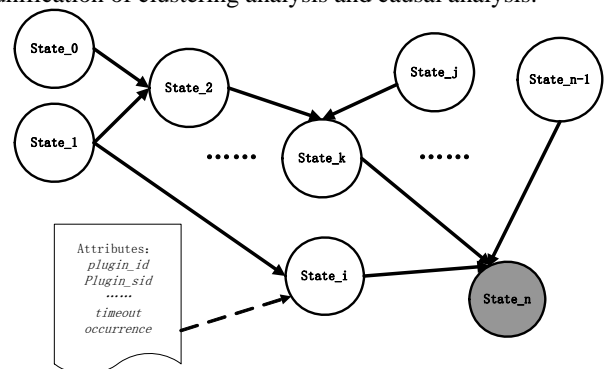 unification of clustering analysis and causal analysis.
State_0
State_j
State_n-1
State_2
State_1
......
State_k
......
Attributes:
plugin_id
Plugin_sid
......
timeout
occurrence
State_i
State_n